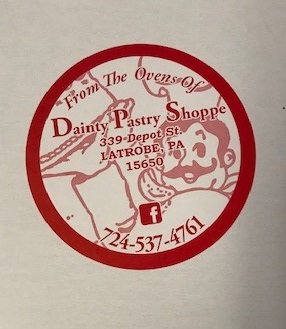 From The Ovens Of
Dainty Pastry Shoppe
339 Depot St.
LATROBE, PA
15650
f
724-537-4761